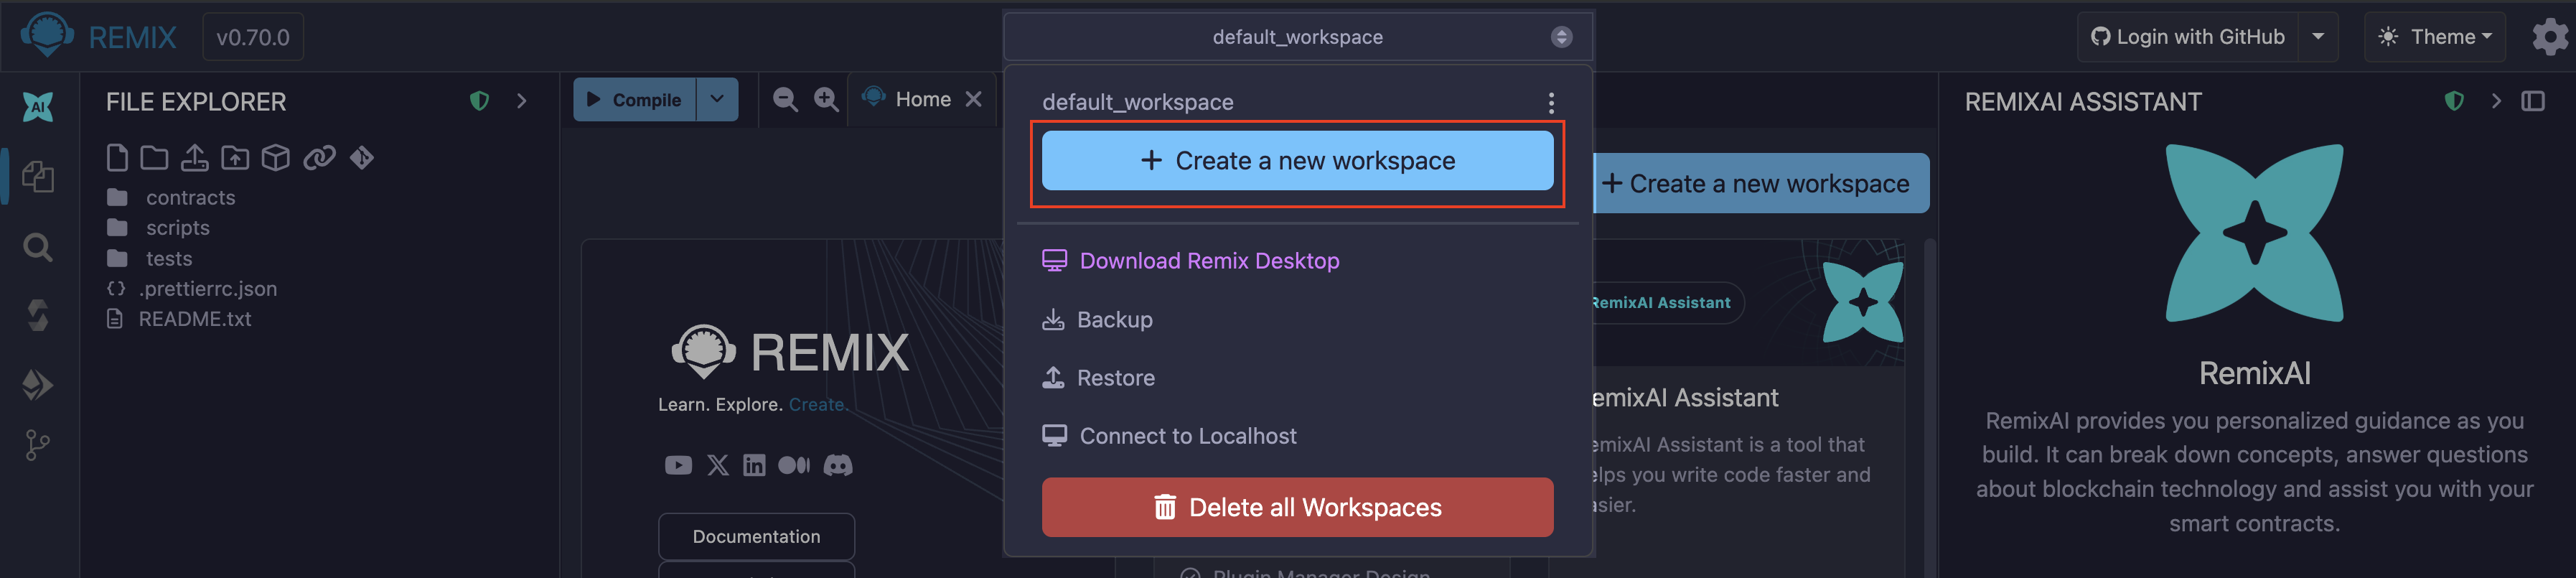 REMIX
v0.70.0
default_workspace
Login with GitHub
Theme
AI
FILE EXPLORER
contracts
scripts
tests
.prettierrc.json
README.txt
Compile
Home
default_workspace
Create a new workspace
Download Remix Desktop
Backup
Restore
Connect to Localhost
Delete all Workspaces
REMIX
Learn. Explore. Create.
Documentation
Create a new workspace
RemixAI Assistant
emixAI Assistant
emixAI Assistant is a tool that
elps you write code faster and
asier.
Plugin Manager Design
REMIXAI ASSISTANT
RemixAI
RemixAI provides you personalized guidance as you
build. It can break down concepts, answer questions
about blockchain technology and assist you with your
smart contracts.